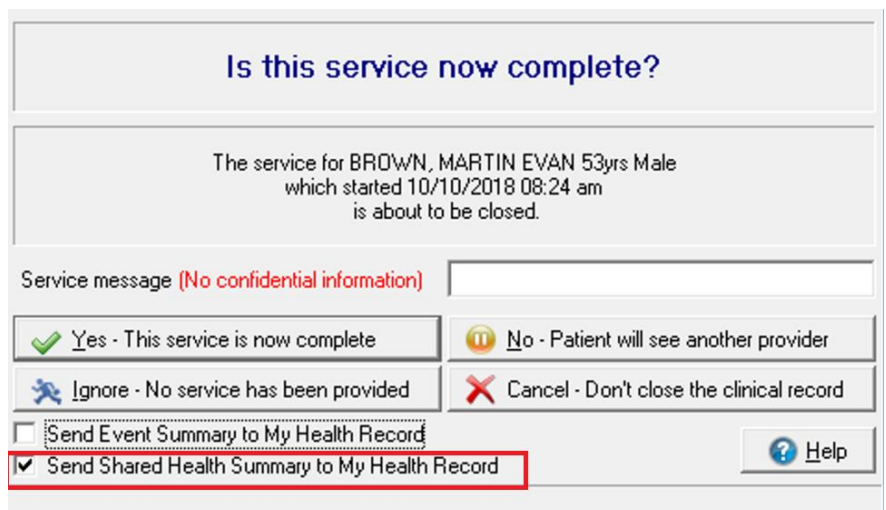 Is this service now complete?
The service for BROWN, MARTIN EVAN 53yrs Male
which started 10/10/2018 08:24 am
is about to be closed.
Service message (No confidential information)
Yes - This service is now complete
No - Patient will see another provider
Ignore - No service has been provided
Cancel - Don't close the clinical record
Send Event Summary to My Health Record
Send Shared Health Summary to My Health Record
Help